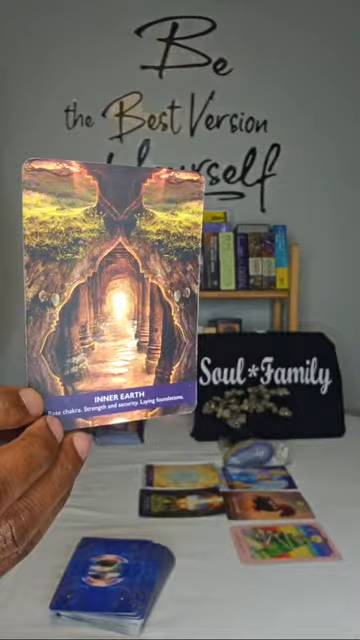 Be
the Best Version
Yourself
INNER EARTH
Base chakra. Strength and security. Laying foundations.
Soul*Family